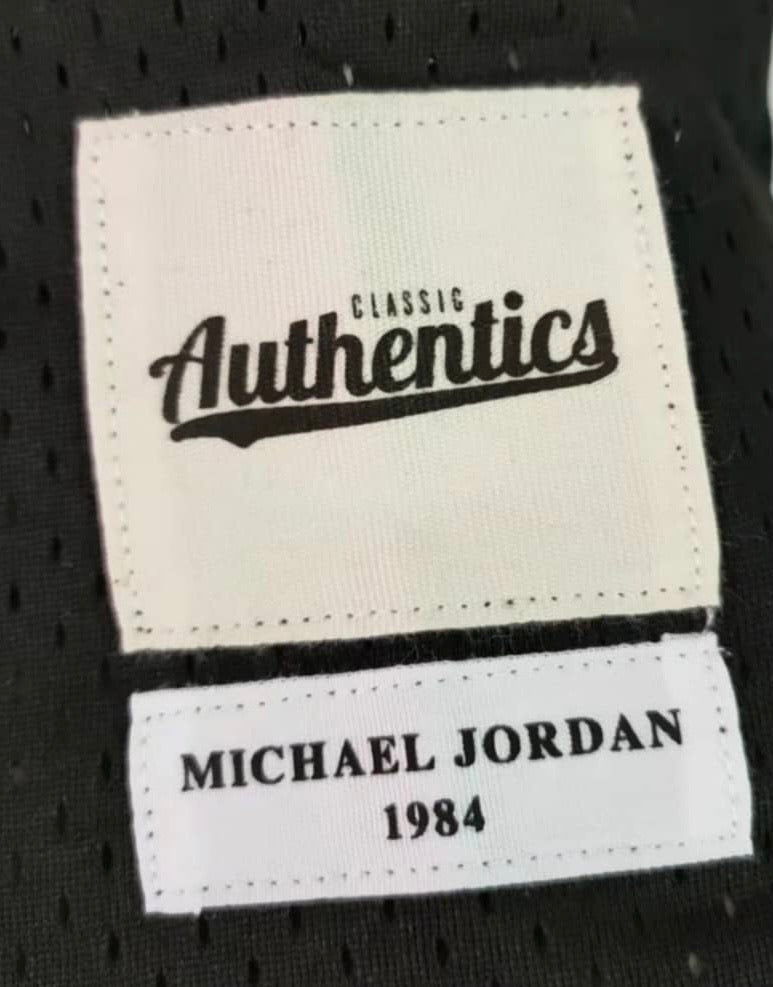 CLASSIC
Authentics
MICHAEL JORDAN
1984